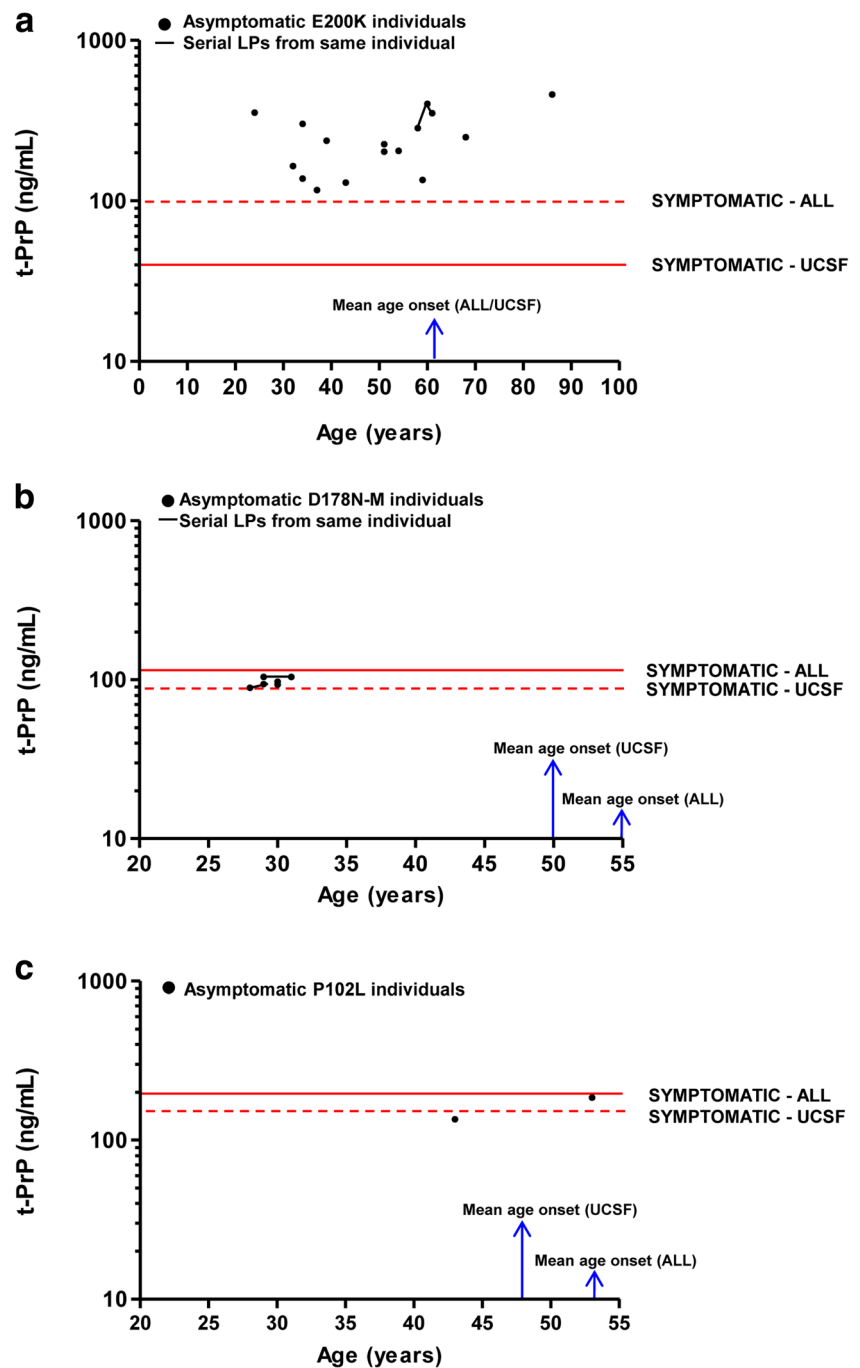 a
Asymptomatic E200K individuals
Serial LPs from same individual
1000
100
10
t-PrP (ng/mL)
SYMPTOMATIC - ALL
SYMPTOMATIC - UCSF
Mean age onset (ALL/UCSF)
0 10 20 30 40 50 60 70 80 90 100
Age (years)
b
Asymptomatic D178N-M individuals
Serial LPs from same individual
1000
100
10
t-PrP (ng/mL)
SYMPTOMATIC - ALL
SYMPTOMATIC - UCSF
Mean age onset (UCSF)
Mean age onset (ALL)
20 25 30 35 40 45 50 55
Age (years)
c
Asymptomatic P102L individuals
1000
100
10
t-PrP (ng/mL)
SYMPTOMATIC - ALL
SYMPTOMATIC - UCSF
Mean age onset (UCSF)
Mean age onset (ALL)
20 25 30 35 40 45 50 55
Age (years)